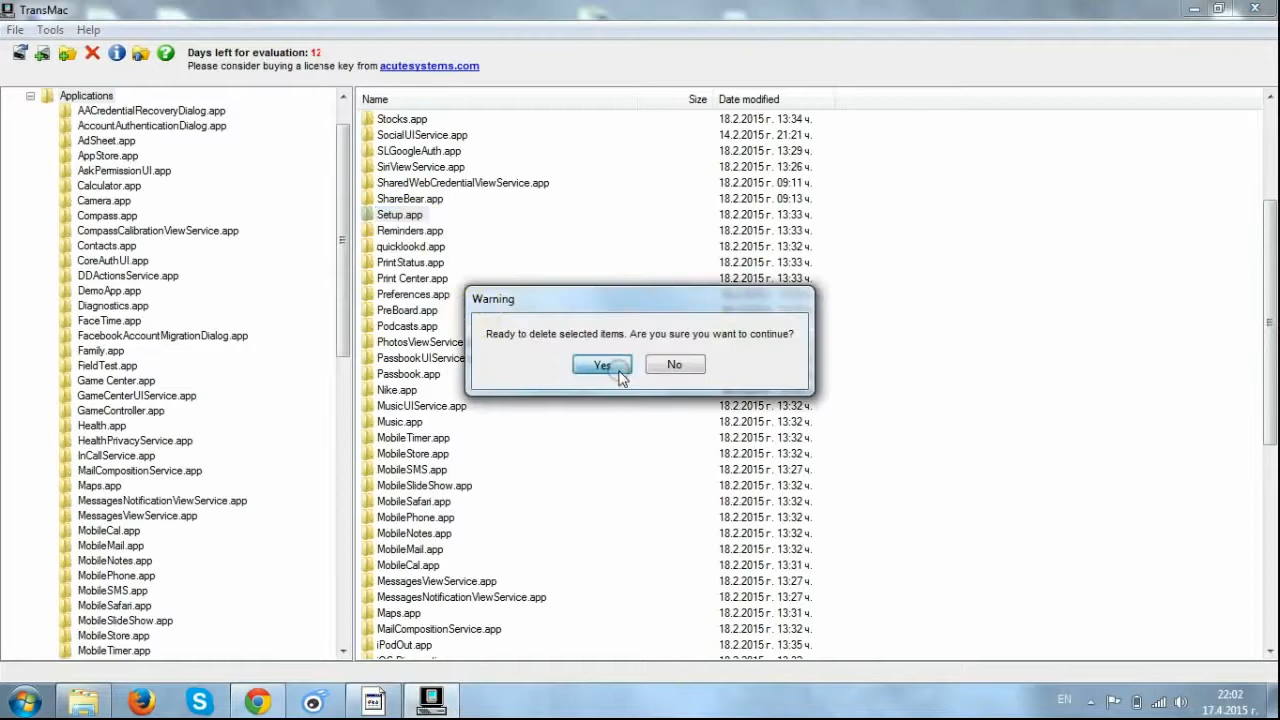 TransMac
File Tools Help
Days left for evaluation: 12
Please consider buying a license key from acutesystems.com
Applications
AACredentialRecoveryDialog.app
AccountAuthenticationDialog.app
AdSheet.app
AppStore.app
AskPermissionUI.app
Calculator.app
Camera.app
Compass.app
CompassCalibrationViewService.app
Contacts.app
CoreAuthUI.app
DDActionsService.app
DemoApp.app
Diagnostics.app
FaceTime.app
FacebookAccountMigrationDialog.app
Family.app
FieldTest.app
Game Center.app
GameCenterUIService.app
GameController.app
Health.app
HealthPrivacyService.app
InCallService.app
MailCompositionService.app
Maps.app
MessagesNotificationViewService.app
MessagesViewService.app
MobileCal.app
MobileMail.app
MobileNotes.app
MobilePhone.app
MobileSMS.app
MobileSafari.app
MobileSlideShow.app
MobileStore.app
MobileTimer.app
Name Size Date modified
Stocks.app 18.2.2015 г. 13:34 ч.
SocialUIService.app 14.2.2015 г. 21:21 ч.
SLGoogleAuth.app 18.2.2015 г. 13:29 ч.
SiriViewService.app 18.2.2015 г. 13:26 ч.
SharedWebCredentialViewService.app 18.2.2015 г. 09:11 ч.
ShareBear.app 18.2.2015 г. 09:13 ч.
Setup.app 18.2.2015 г. 13:33 ч.
Reminders.app 18.2.2015 г. 13:33 ч.
quicklookd.app 18.2.2015 г. 13:32 ч.
PrintStatus.app 18.2.2015 г. 13:33 ч.
Print Center.app 18.2.2015 г. 13:33 ч.
Preferences.app
PreBoard.app
Podcasts.app
PhotosViewService
PassbookUIService
Passbook.app
Nike.app
MusicUIService.app 18.2.2015 г. 13:32 ч.
Music.app 18.2.2015 г. 13:32 ч.
MobileTimer.app 18.2.2015 г. 13:32 ч.
MobileStore.app 18.2.2015 г. 13:32 ч.
MobileSMS.app 18.2.2015 г. 13:27 ч.
MobileSlideShow.app 18.2.2015 г. 13:32 ч.
MobileSafari.app 18.2.2015 г. 13:32 ч.
MobilePhone.app 18.2.2015 г. 13:32 ч.
MobileNotes.app 18.2.2015 г. 13:32 ч.
MobileMail.app 18.2.2015 г. 13:32 ч.
MobileCal.app 18.2.2015 г. 13:32 ч.
MessagesViewService.app 18.2.2015 г. 13:27 ч.
MessagesNotificationViewService.app 18.2.2015 г. 13:27 ч.
Maps.app 18.2.2015 г. 13:31 ч.
MailCompositionService.app 18.2.2015 г. 13:32 ч.
iPodOut.app 18.2.2015 г. 13:35 ч.
Warning
Ready to delete selected items. Are you sure you want to continue?
Yes No
EN
22:02
17.4.2015 г.